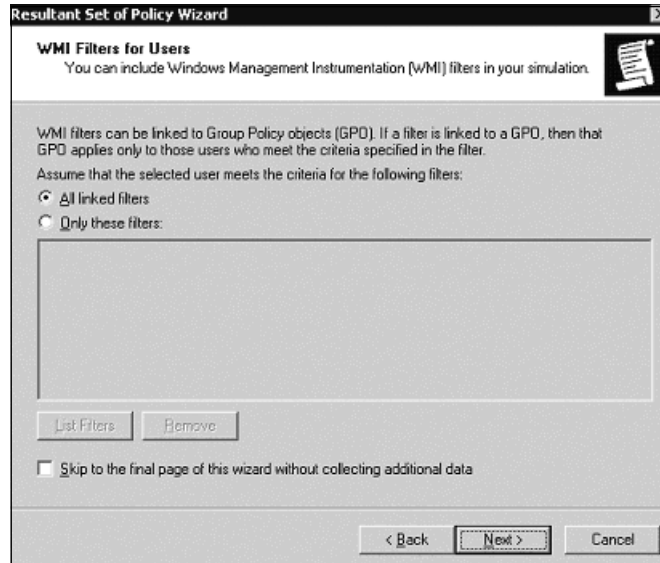 Resultant Set of Policy Wizard
WMI Filters for Users
You can include Windows Management Instrumentation (WMI) filters in your simulation.
WMI filters can be linked to Group Policy objects (GPO). If a filter is linked to a GPO, then that
GPO applies only to those users who meet the criteria specified in the filter.
Assume that the selected user meets the criteria for the following filters:
All linked filters
Only these filters:
List Filters Remove
Skip to the final page of this wizard without collecting additional data
< Back Next > Cancel